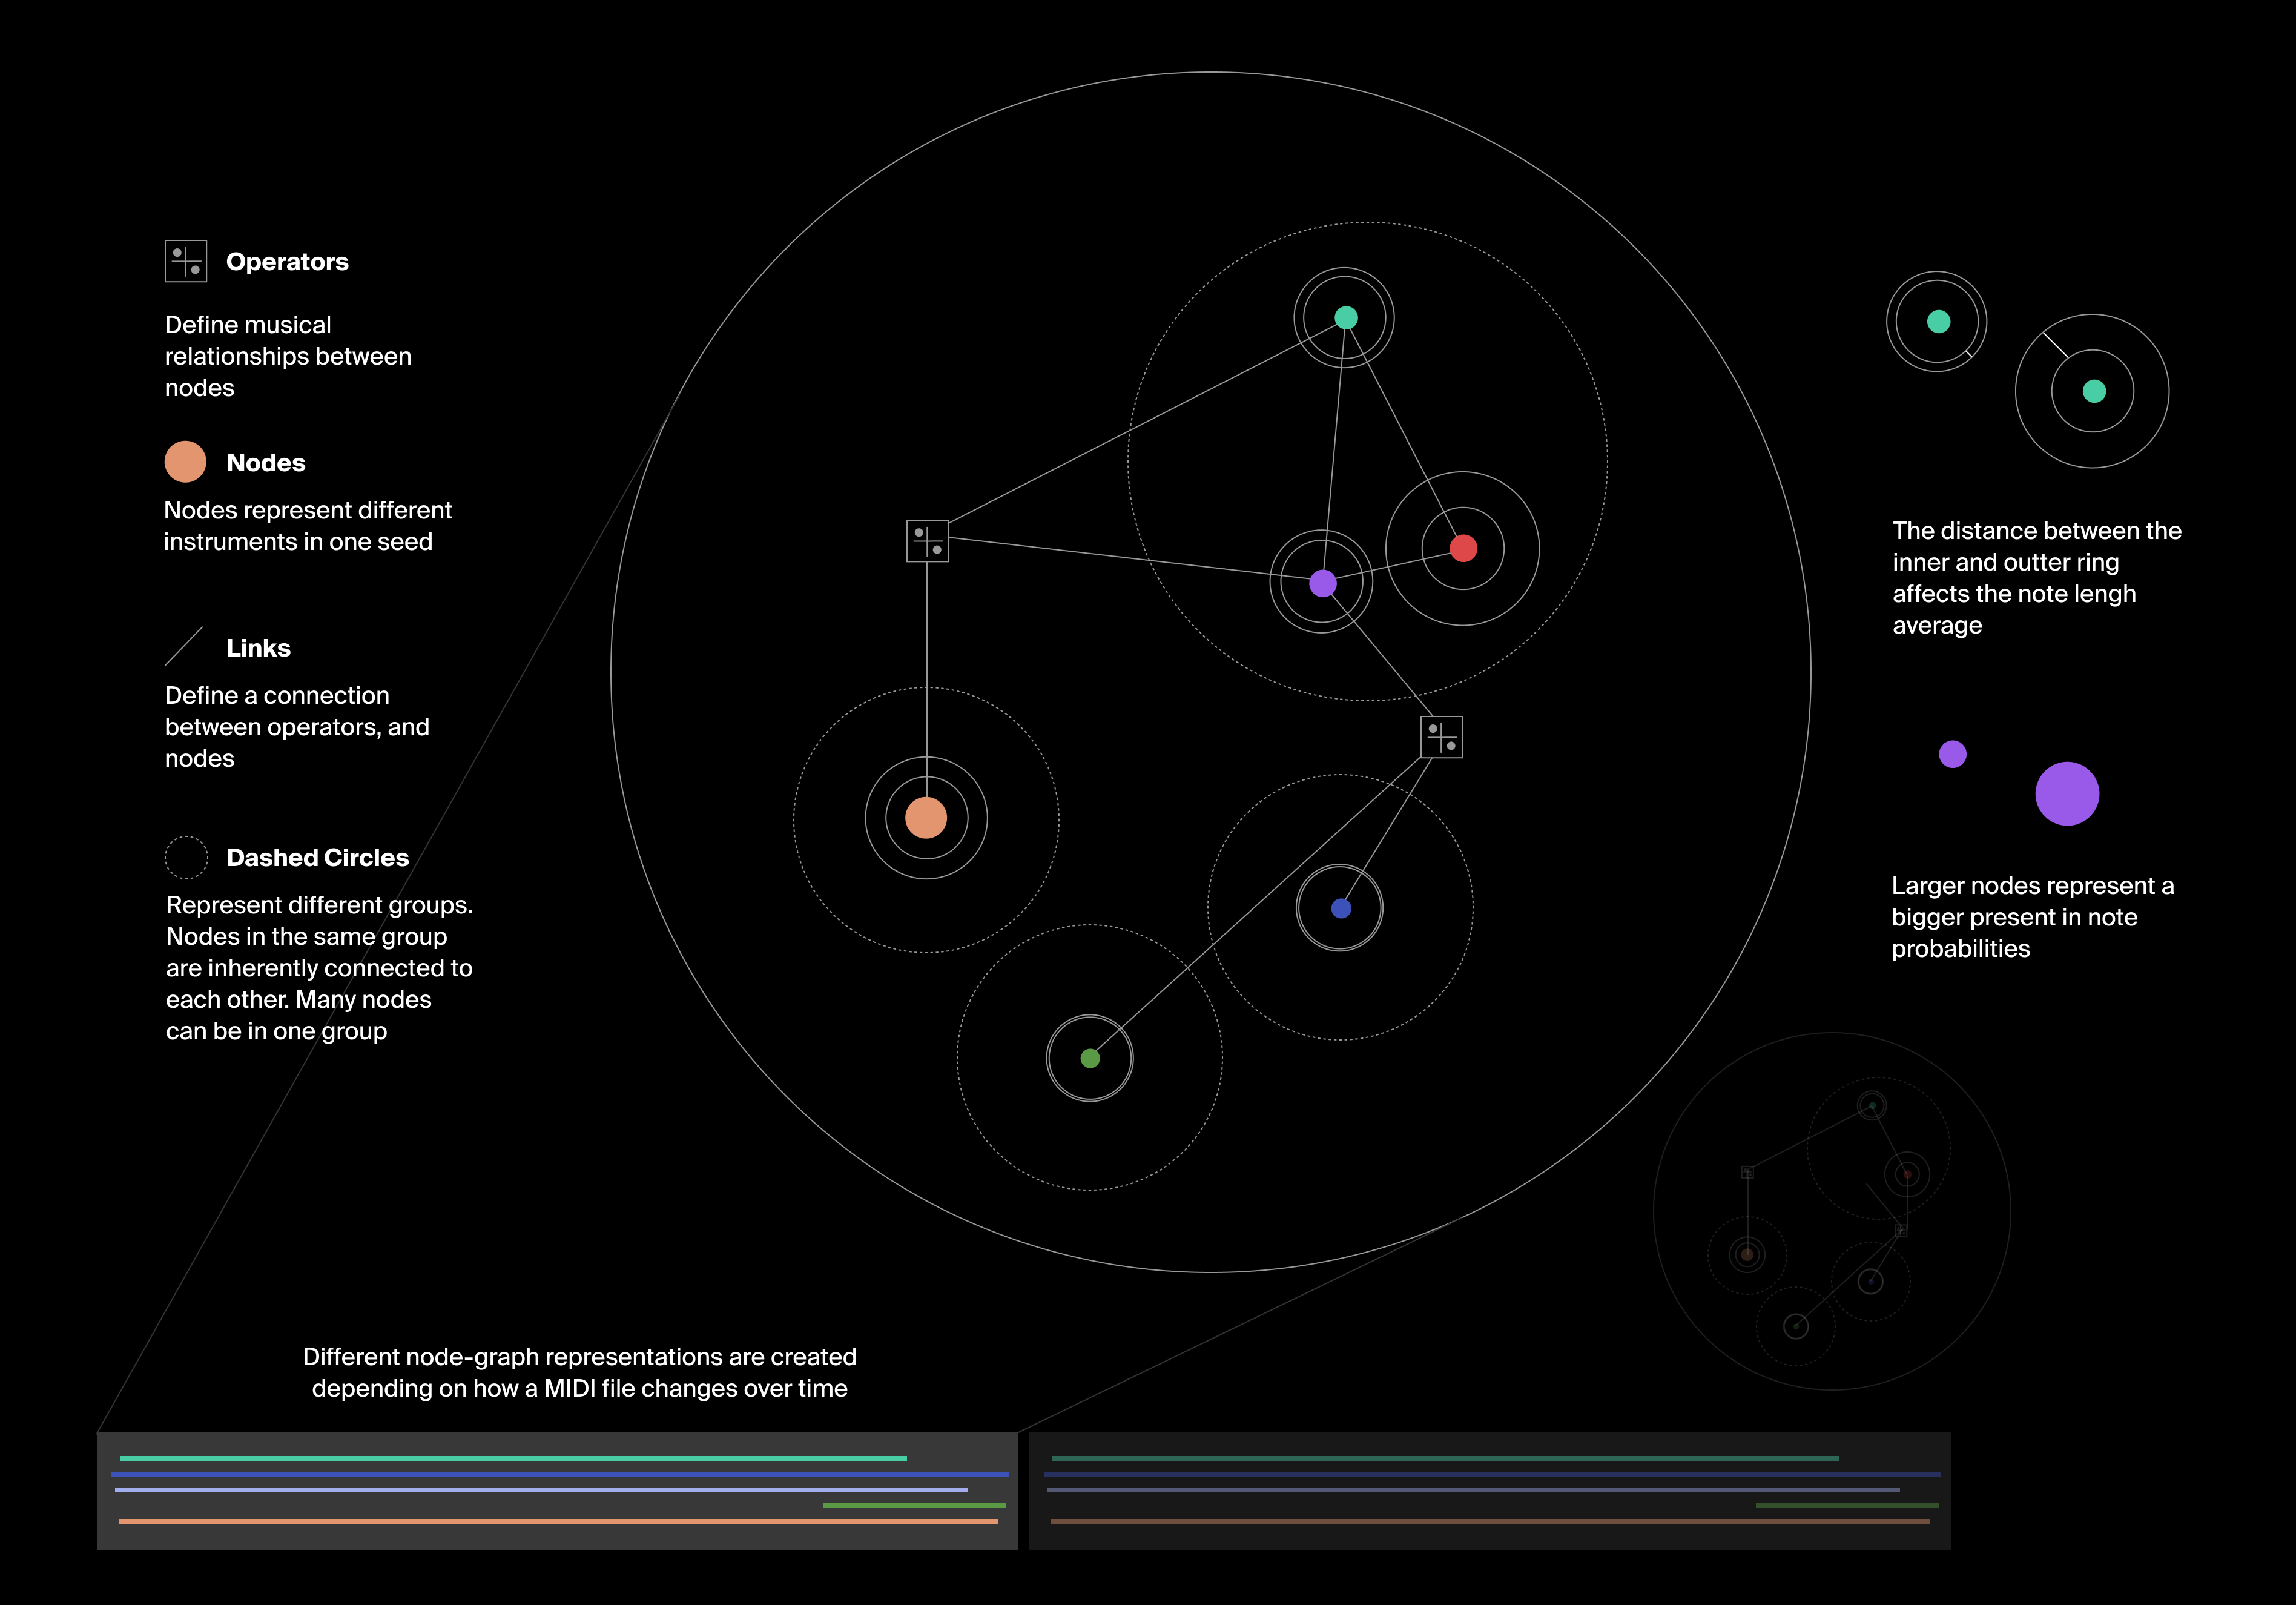 Operators
Define musical
relationships between
nodes
Nodes
Nodes represent different
instruments in one seed
Links
Define a connection
between operators, and
nodes
Dashed Circles
Represent different groups.
Nodes in the same group
are inherently connected to
each other. Many nodes
can be in one group
The distance between the
inner and outter ring
affects the note lengh
average
Larger nodes represent a
bigger present in note
probabilities
Different node-graph representations are created
depending on how a MIDI file changes over time